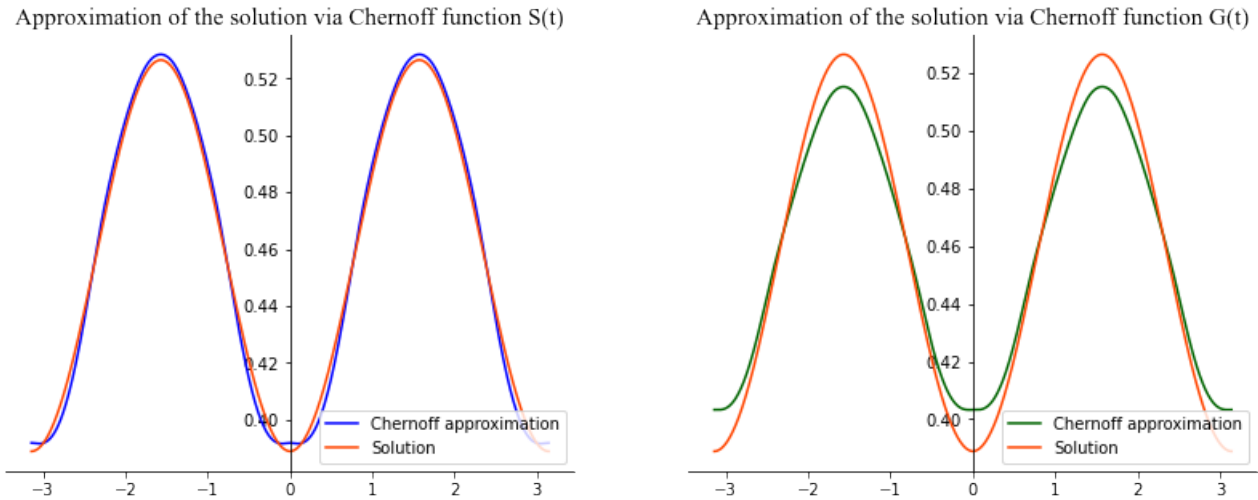 Approximation of the solution via Chernoff function S(t)
0.52
0.50
0.48
0.46
0.44
0.42
0.40
Chernoff approximation
Solution
−3 −2 −1 0 1 2 3
Approximation of the solution via Chernoff function G(t)
0.52
0.50
0.48
0.46
0.44
0.42
0.40
Chernoff approximation
Solution
−3 −2 −1 0 1 2 3